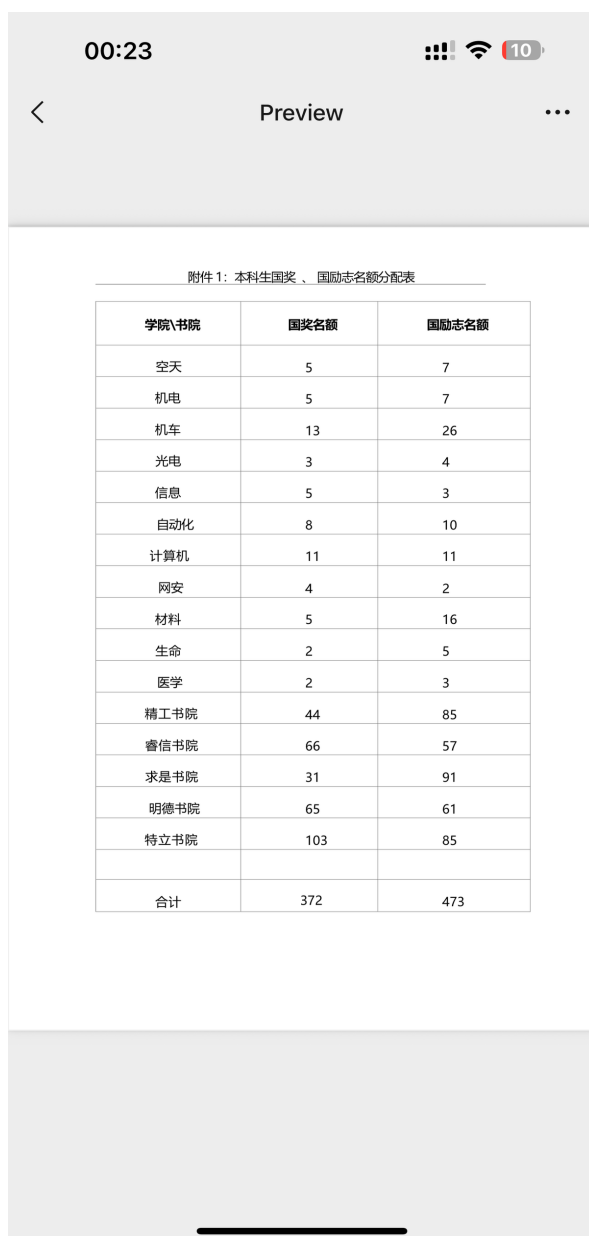 00:23
10
Preview
附件 1：本科生国奖 、 国励志名额分配表
学院\书院 国奖名额 国励志名额
空天 5 7
机电 5 7
机车 13 26
光电 3 4
信息 5 3
自动化 8 10
计算机 11 11
网安 4 2
材料 5 16
生命 2 5
医学 2 3
精工书院 44 85
睿信书院 66 57
求是书院 31 91
明德书院 65 61
特立书院 103 85
合计 372 473